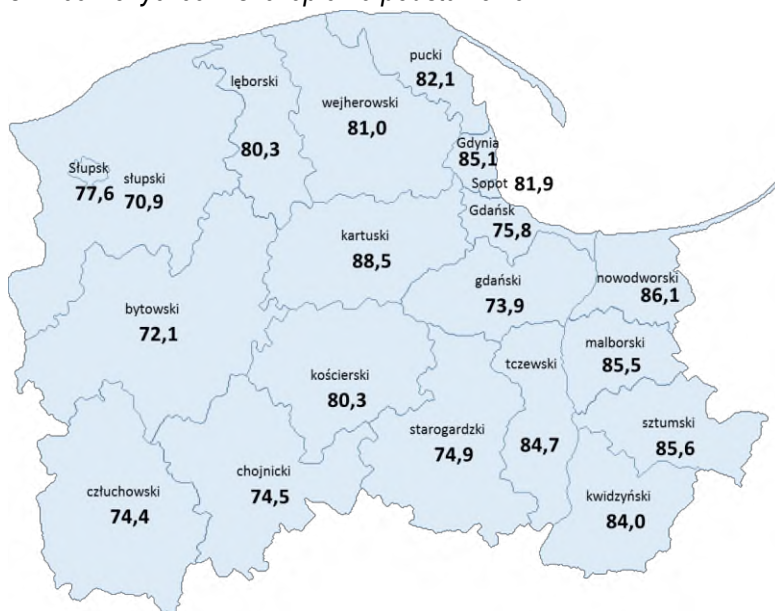 pucki
82,1
lęborski
80,3
wejherowski
81,0
Gdynia
85,1
Sopot 81,9
Słupsk
77,6
słupski
70,9
Gdańsk
75,8
kartuski
88,5
gdański
73,9
nowodworski
86,1
bytowski
72,1
kościerski
80,3
tczewski
84,7
malborski
85,5
starogardzki
74,9
sztumski
85,6
człuchowski
74,4
chojnicki
74,5
kwidzyński
84,0